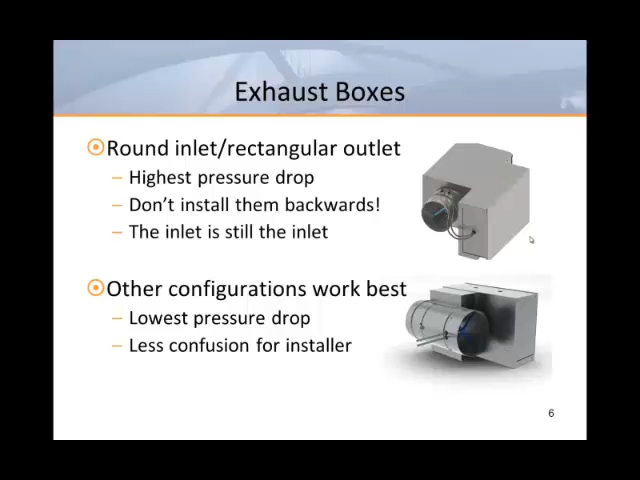 Exhaust Boxes
Round inlet/rectangular outlet
– Highest pressure drop
– Don't install them backwards!
– The inlet is still the inlet
Other configurations work best
– Lowest pressure drop
– Less confusion for installer
6